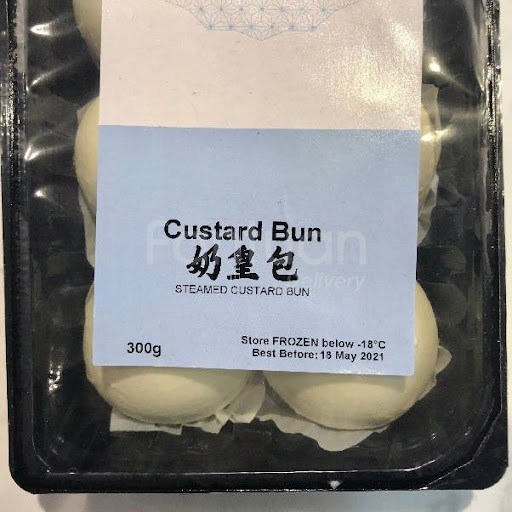 Custard Bun
奶皇包
STEAMED CUSTARD BUN
300g
Store FROZEN below -18°C
Best Before: 18 May 2021